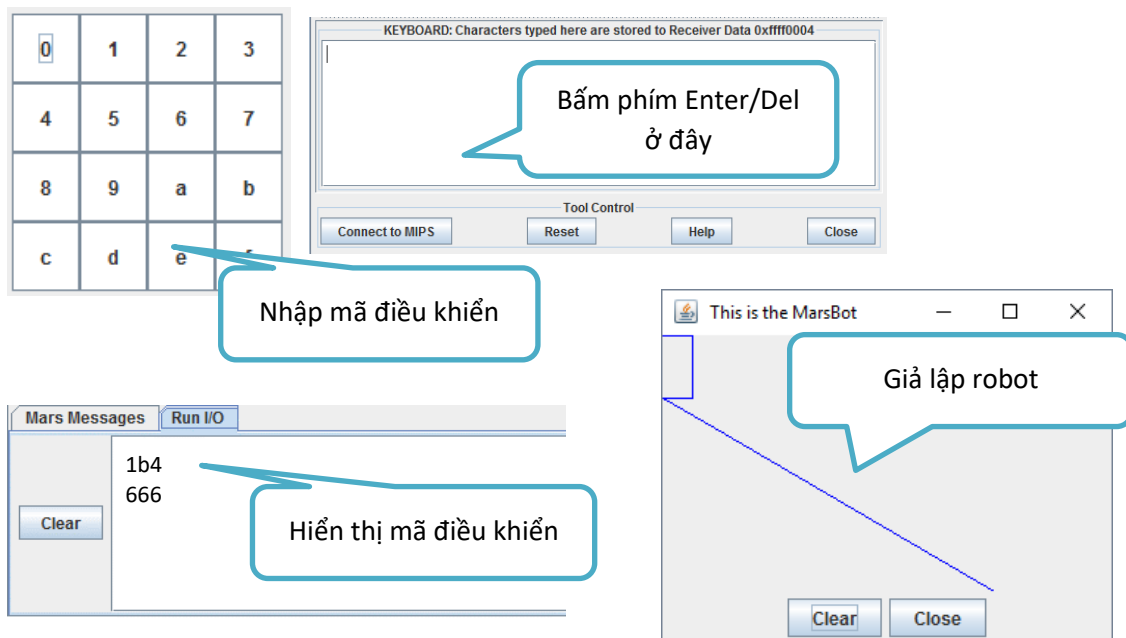 0 1 2 3
4 5 6 7
8 9 a b
c d e
Nhập mã điều khiển
KEYBOARD: Characters typed here are stored to Receiver Data 0xffff0004
Bấm phím Enter/Del
ở đây
Tool Control
Connect to MIPS Reset Help Close
Mars Messages Run I/O
Clear
1b4
666
Hiển thị mã điều khiển
This is the MarsBot
Giả lập robot
Clear Close